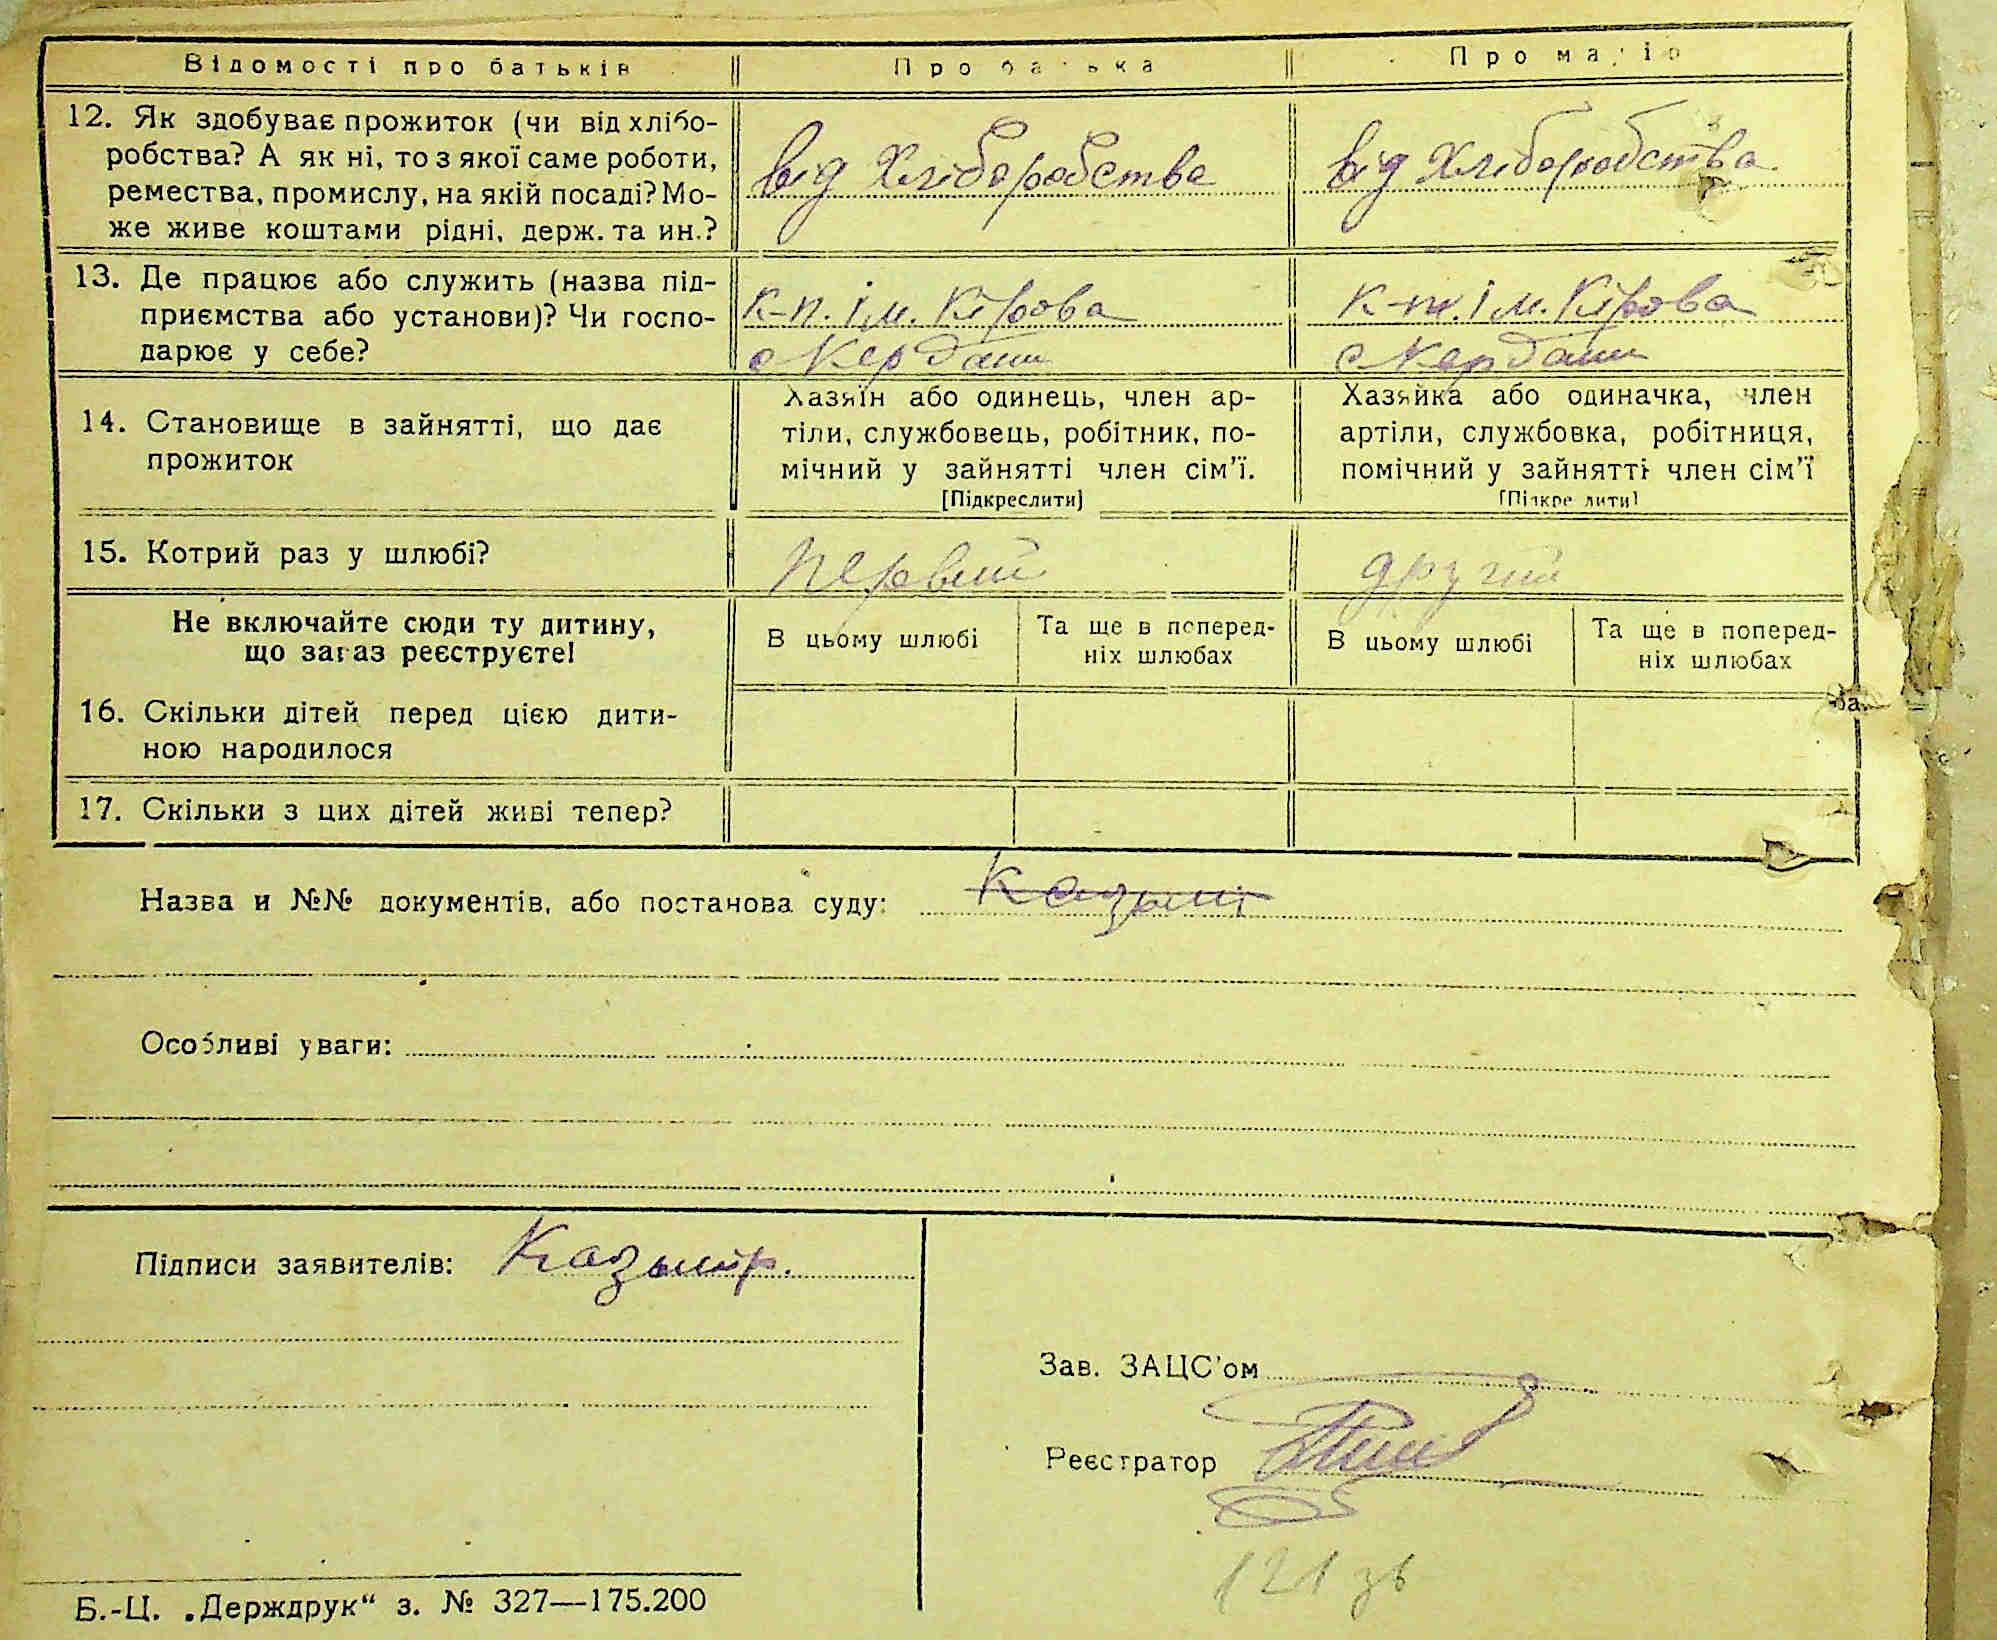 Відомості про батьків Про батька Про матір
12. Як здобуває прожиток (чи від хлібо-
робства? А як ні, то з якої саме роботи,
ремества, промислу, на якій посаді? Мо-
же живе коштами рідні, держ. та ин.?
від Хліборобства
від Хліборобства
13. Де працює або служить (назва під-
приємства або установи)? Чи госпо-
дарює у себе?
К-п. ім. Кірова
с Кердани
К-п. ім. Кірова
с Кердани
14. Становище в зайнятті, що дає
прожиток
Хазяїн або одинець, член ар-
тіли, службовець, робітник, по-
мічний у зайнятті член сім'ї.
[Підкреслити]
Хазяйка або одиначка, член
артіли, службовка, робітниця,
помічний у зайнятті член сім'ї
[Підкреслити]
15. Котрий раз у шлюбі?
первий
другий
Не включайте сюди ту дитину,
що зараз реєструєте!
В цьому шлюбі
Та ще в поперед-
ніх шлюбах
В цьому шлюбі
Та ще в поперед-
ніх шлюбах
16. Скільки дітей перед цією дити-
ною народилося
17. Скільки з цих дітей живі тепер?
Назва и №№ документів, або постанова суду:
Особливі уваги:
Підписи заявителів: Казымір.
Зав. ЗАЦС'ом
Реєстратор
121 зв
Б.-Ц. „Держдрук“ з. № 327—175.200